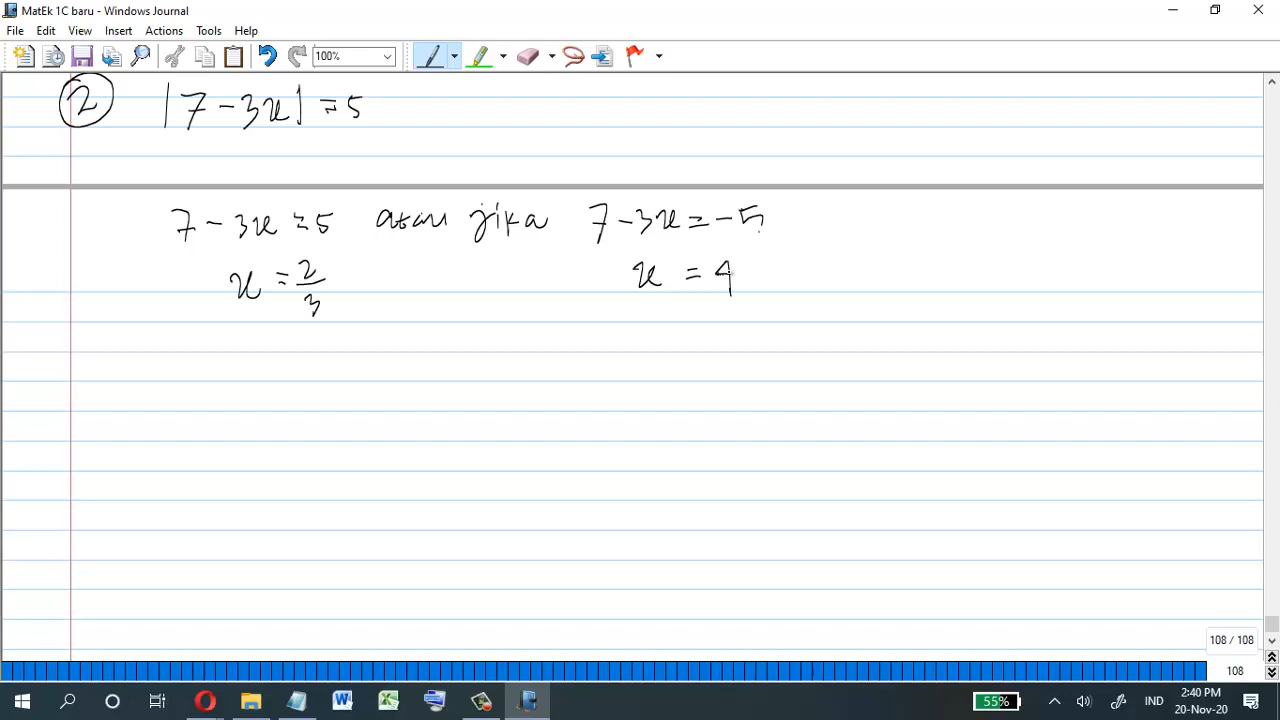 MatEk 1C baru - Windows Journal
File Edit View Insert Actions Tools Help
100%
2 |7 - 3x| = 5
7 - 3x = 5 atau jika 7 - 3x = -5
x = 2/3 x = 4
108 / 108
108
55% IND 2:40 PM
20-Nov-20